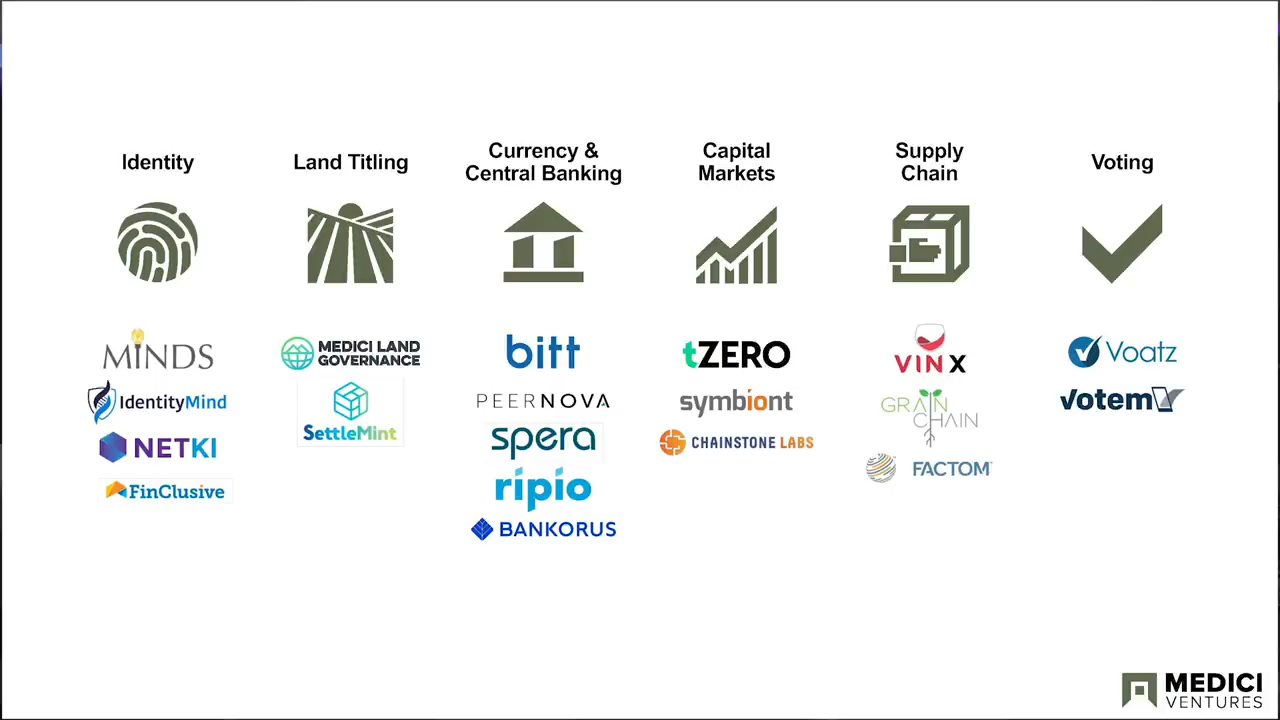 Identity
Land Titling
Currency &
Central Banking
Capital
Markets
Supply
Chain
Voting
MiNDS
IdentityMind
NETKI
FinClusive
MEDICI LAND
GOVERNANCE
SettleMint
bitt
PEERNOVA
spera
ripio
BANKORUS
tZERO
symbiont
CHAINSTONE LABS
VINX
GRAIN
CHAIN
FACTOM
Voatz
votem
MEDICI
VENTURES